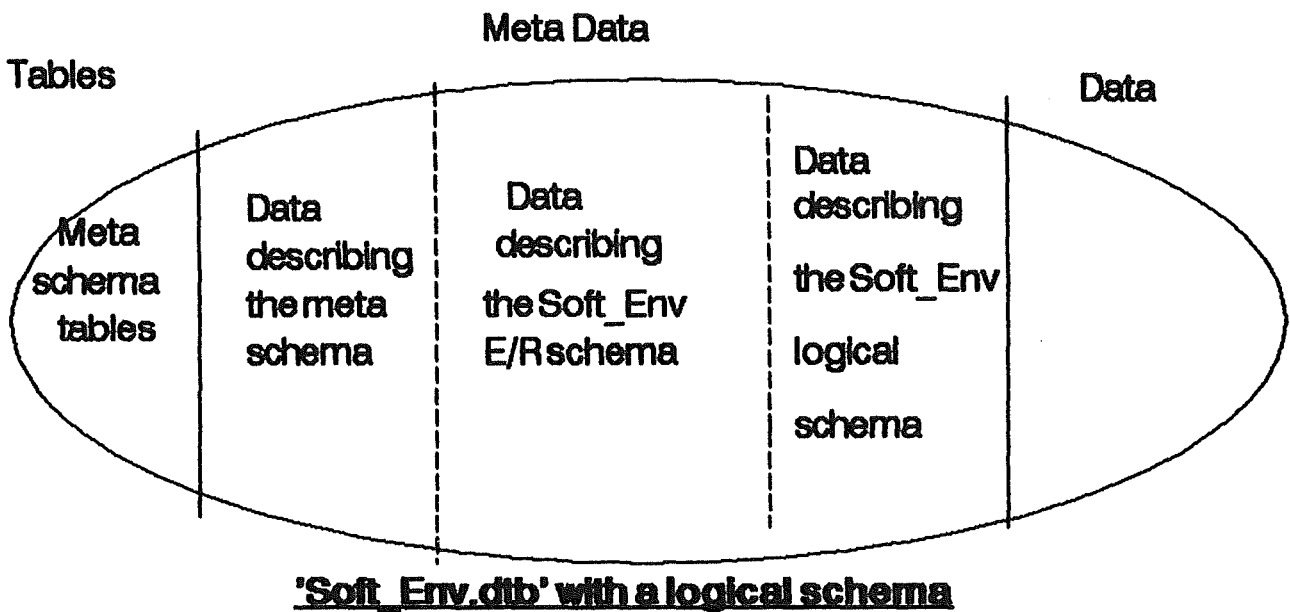 Meta Data
Tables
Data
Meta
schema
tables
Data
describing
the meta
schema
Data
describing
the Soft_Env
E/R schema
Data
describing
the Soft_Env
logical
schema
'Soft_Env.dtb' with a logical schema